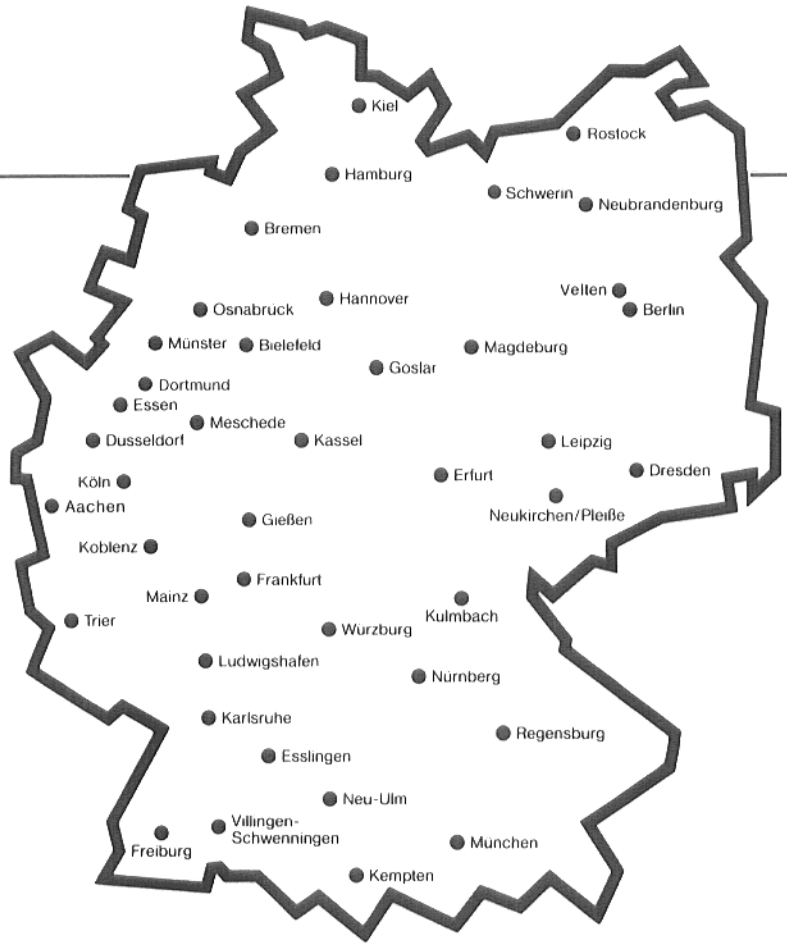 Kiel
Rostock
Hamburg
Schwerin
Neubrandenburg
Bremen
Velten
Hannover
Osnabrück
Berlin
Münster
Bielefeld
Magdeburg
Goslar
Dortmund
Essen
Meschede
Dusseldorf
Kassel
Leipzig
Dresden
Erfurt
Köln
Aachen
Neukirchen/Pleiße
Gießen
Koblenz
Frankfurt
Mainz
Kulmbach
Trier
Würzburg
Ludwigshafen
Nürnberg
Karlsruhe
Regensburg
Esslingen
Neu-Ulm
Villingen-
Schwenningen
München
Freiburg
Kempten